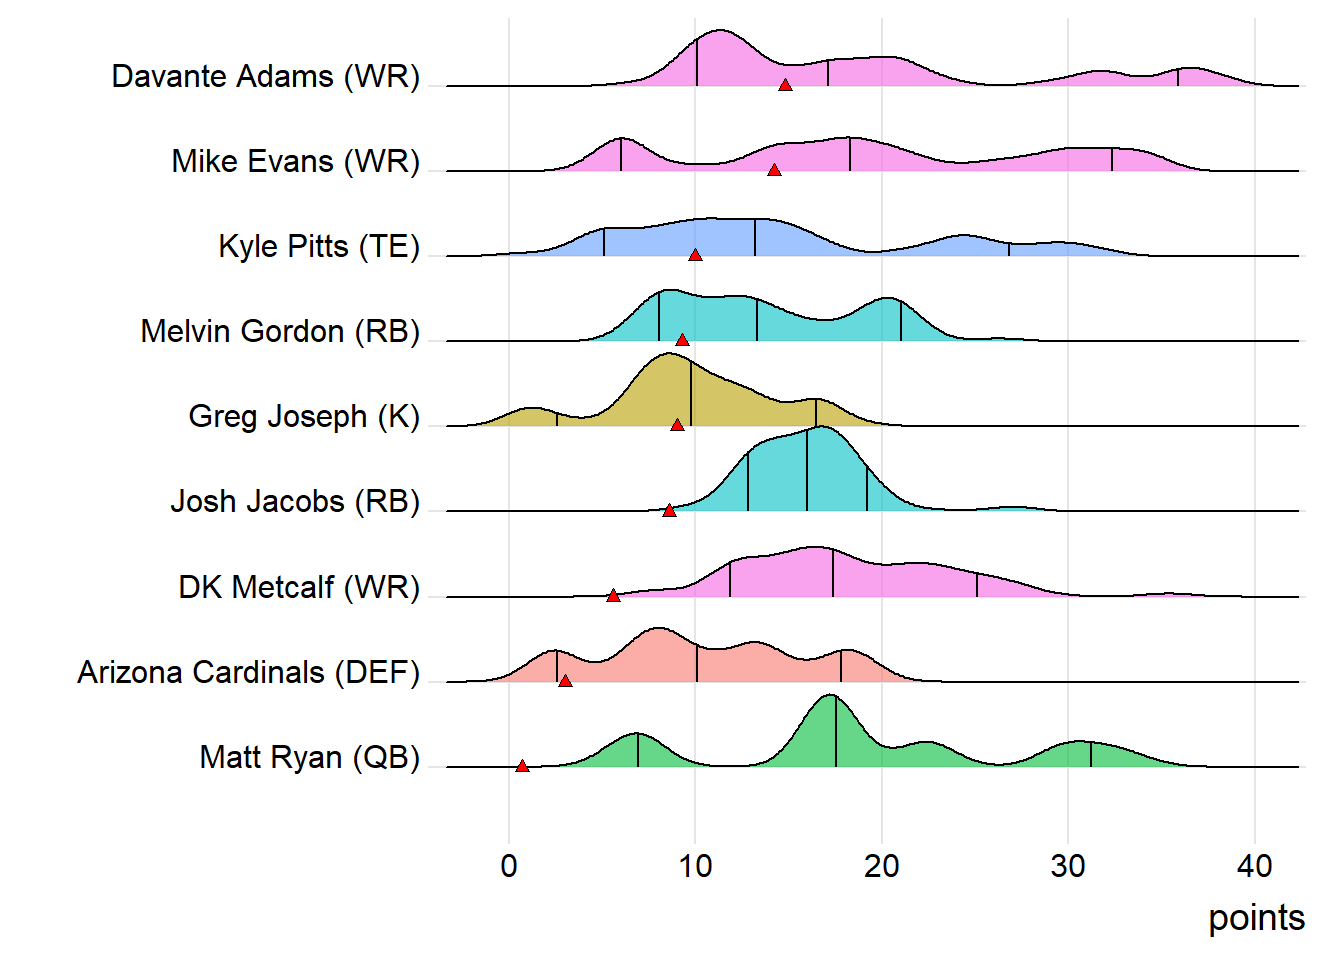 Davante Adams (WR)
Mike Evans (WR)
Kyle Pitts (TE)
Melvin Gordon (RB)
Greg Joseph (K)
Josh Jacobs (RB)
DK Metcalf (WR)
Arizona Cardinals (DEF)
Matt Ryan (QB)
0 10 20 30 40
points